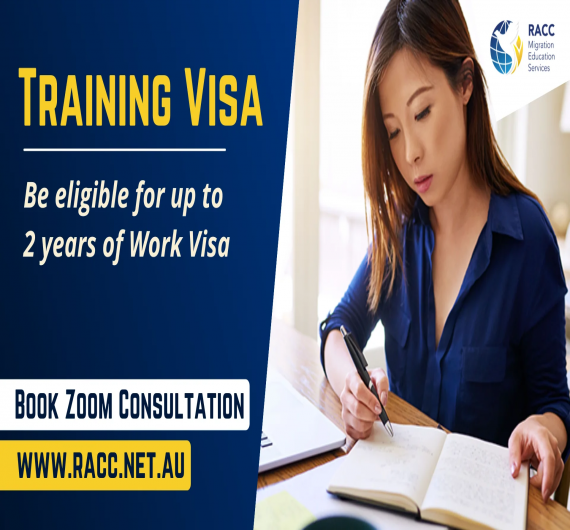 TRAINING VISA
Be eligible for up to
2 years of Work Visa
BOOK ZOOM CONSULTATION
WWW.RACC.NET.AU
RACC
Migration
Education
Services